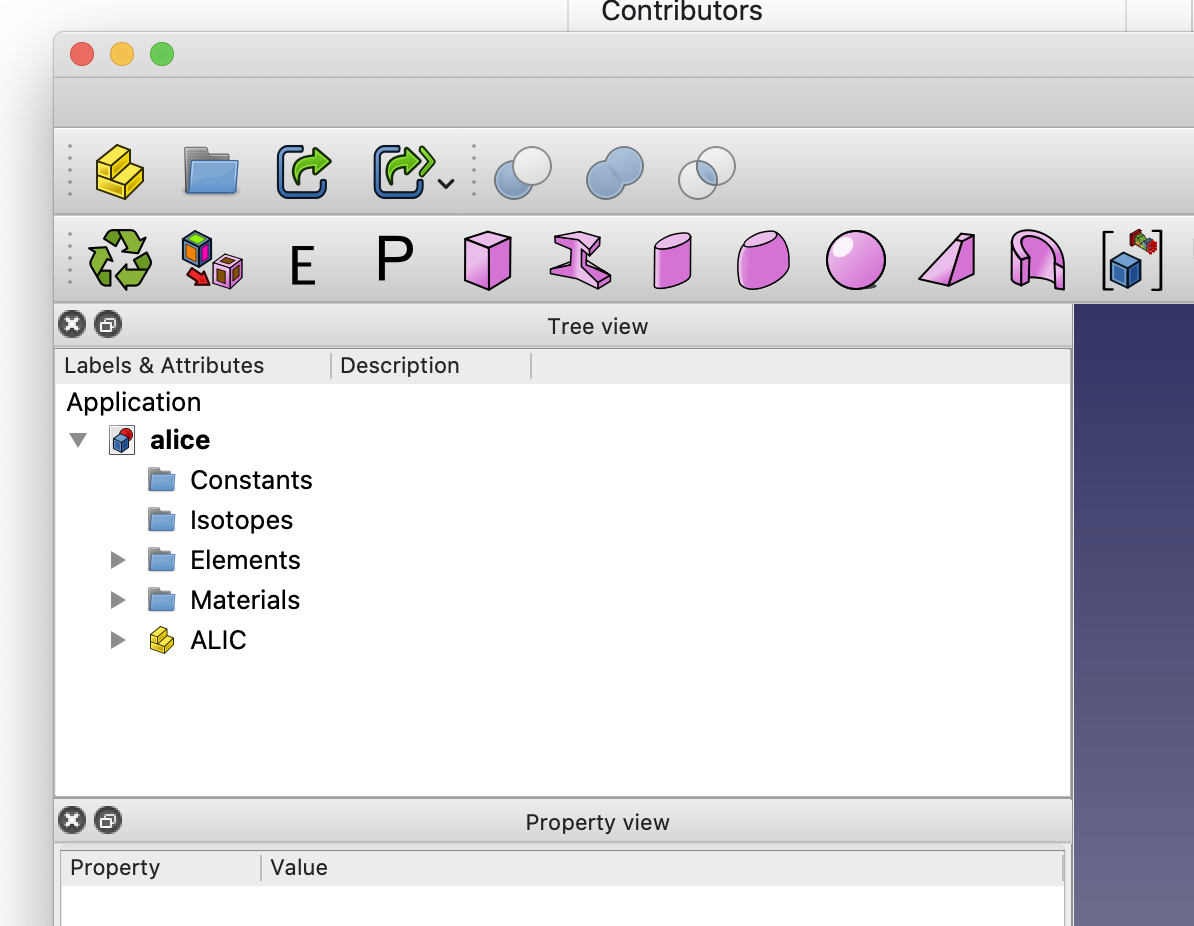 Contributors
E P
Tree view
Labels & Attributes Description
Application
alice
Constants
Isotopes
Elements
Materials
ALIC
Property view
Property Value